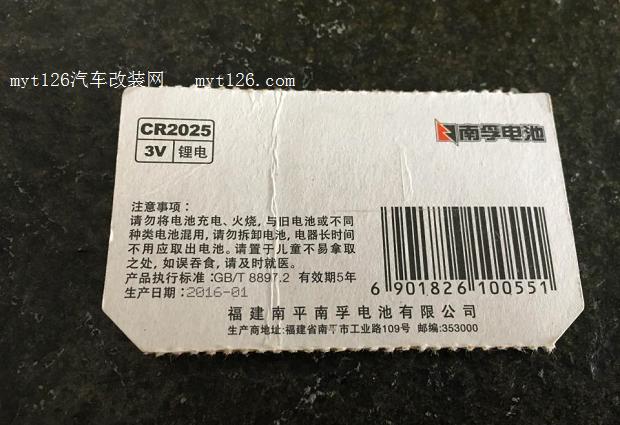 myt126汽车改装网 myt126.com
CR2025
3V 锂电
南孚电池
注意事项：
请勿将电池充电、火烧，与旧电池或不同
种类电池混用，请勿拆卸电池，电器长时间
不用应取出电池。请置于儿童不易拿取
之处，如误吞食，请及时就医。
产品执行标准：GB/T 8897.2 有效期5年
生产日期：2016-01
6 901826 100551
福建南平南孚电池有限公司
生产商地址：福建省南平市工业路109号 邮编：353000